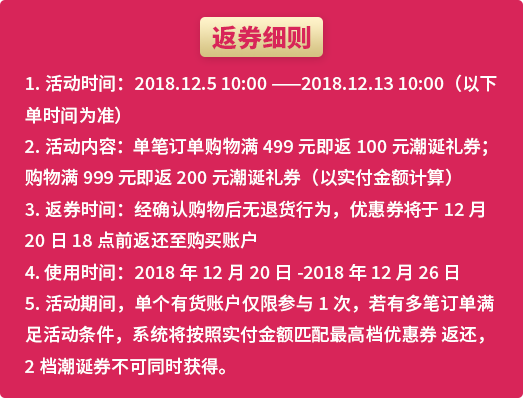 返券细则
1. 活动时间：2018.12.5 10:00 ——2018.12.13 10:00（以下
单时间为准）
2. 活动内容：单笔订单购物满 499 元即返 100 元潮诞礼券；
购物满 999 元即返 200 元潮诞礼券（以实付金额计算）
3. 返券时间：经确认购物后无退货行为，优惠券将于 12 月
20 日 18 点前返还至购买账户
4. 使用时间：2018 年 12 月 20 日 -2018 年 12 月 26 日
5. 活动期间，单个有货账户仅限参与 1 次，若有多笔订单满
足活动条件，系统将按照实付金额匹配最高档优惠券 返还，
2 档潮诞券不可同时获得。